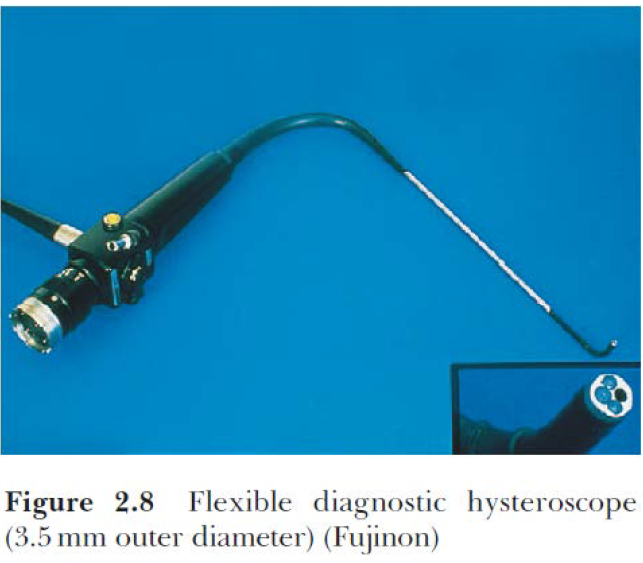 Figure 2.8 Flexible diagnostic hysteroscope
(3.5 mm outer diameter) (Fujinon)